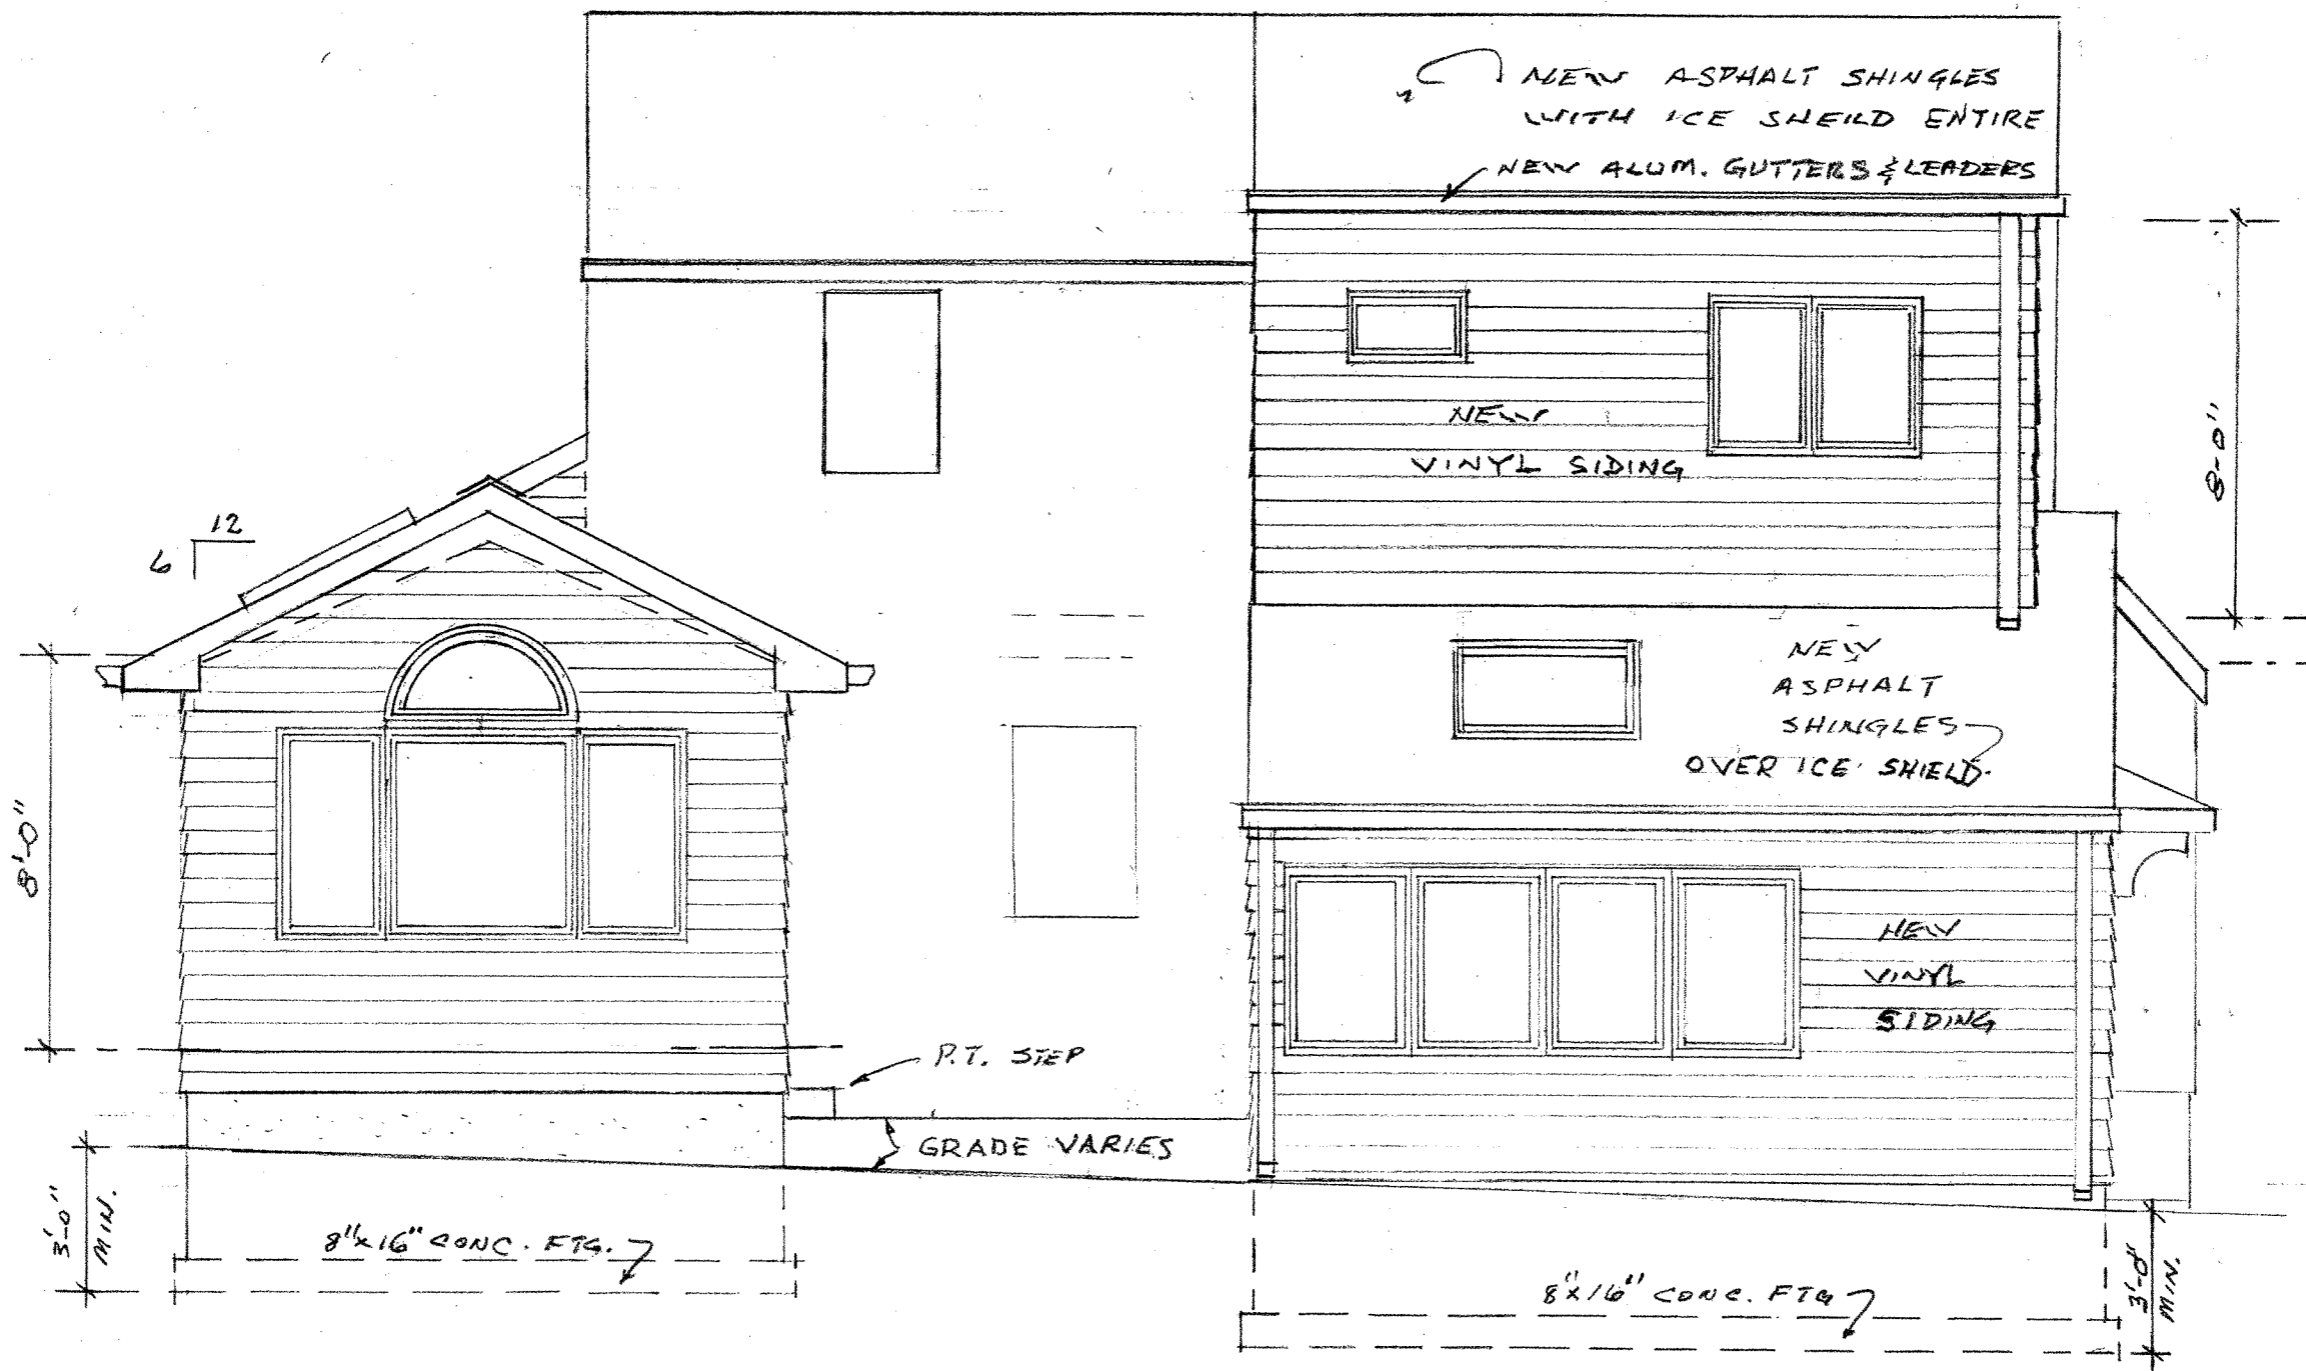 NEW ASPHALT SHINGLES
WITH ICE SHEILD ENTIRE
NEW ALUM. GUTTERS & LEADERS
8'-0"
NEW
VINYL SIDING
12
6
NEW
ASPHALT
SHINGLES
OVER ICE SHIELD.
8'-0"
NEW
VINYL
SIDING
P.T. STEP
GRADE VARIES
3'-0"
MIN.
8"x16" CONC. FTG.
8"x16" CONC. FTG
3'-0"
MIN.